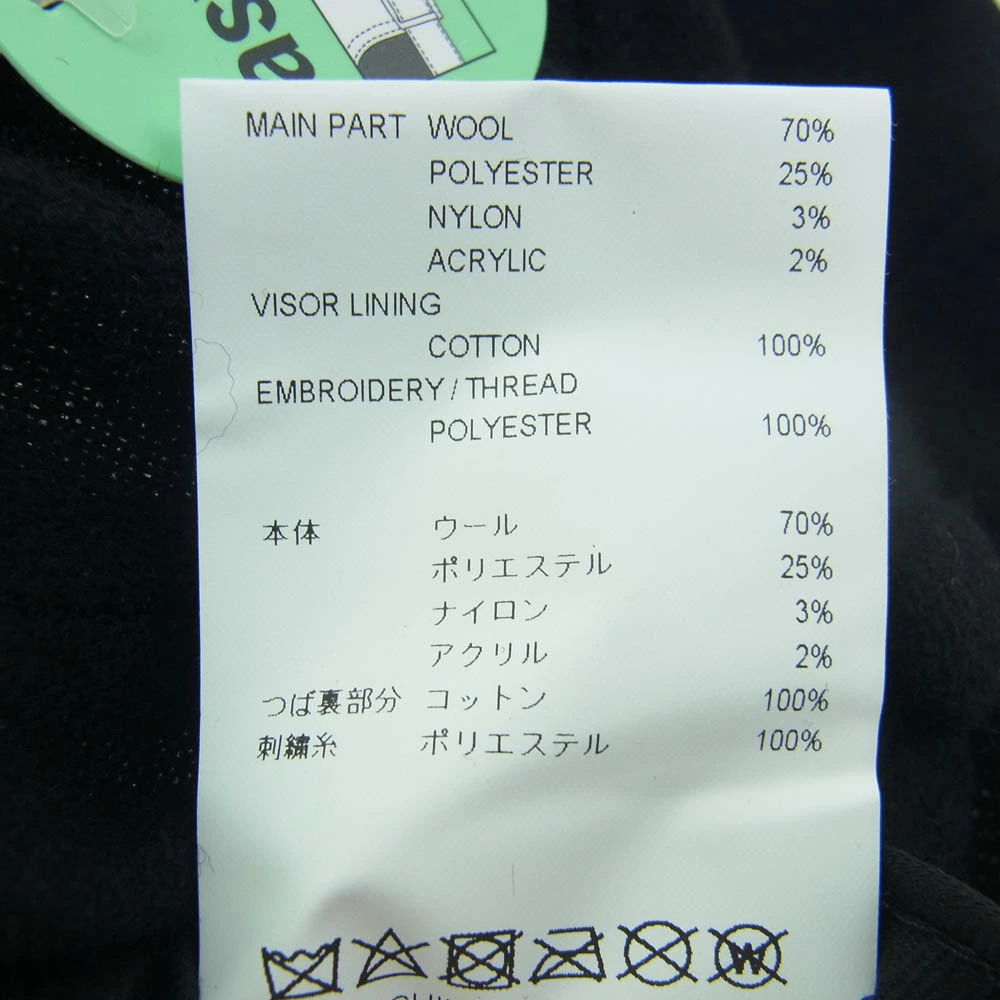 as
MAIN PART WOOL 70%
POLYESTER 25%
NYLON 3%
ACRYLIC 2%
VISOR LINING
COTTON 100%
EMBROIDERY / THREAD
POLYESTER 100%
本体 ウール 70%
ポリエステル 25%
ナイロン 3%
アクリル 2%
つば裏部分 コットン 100%
刺繍糸 ポリエステル 100%
W